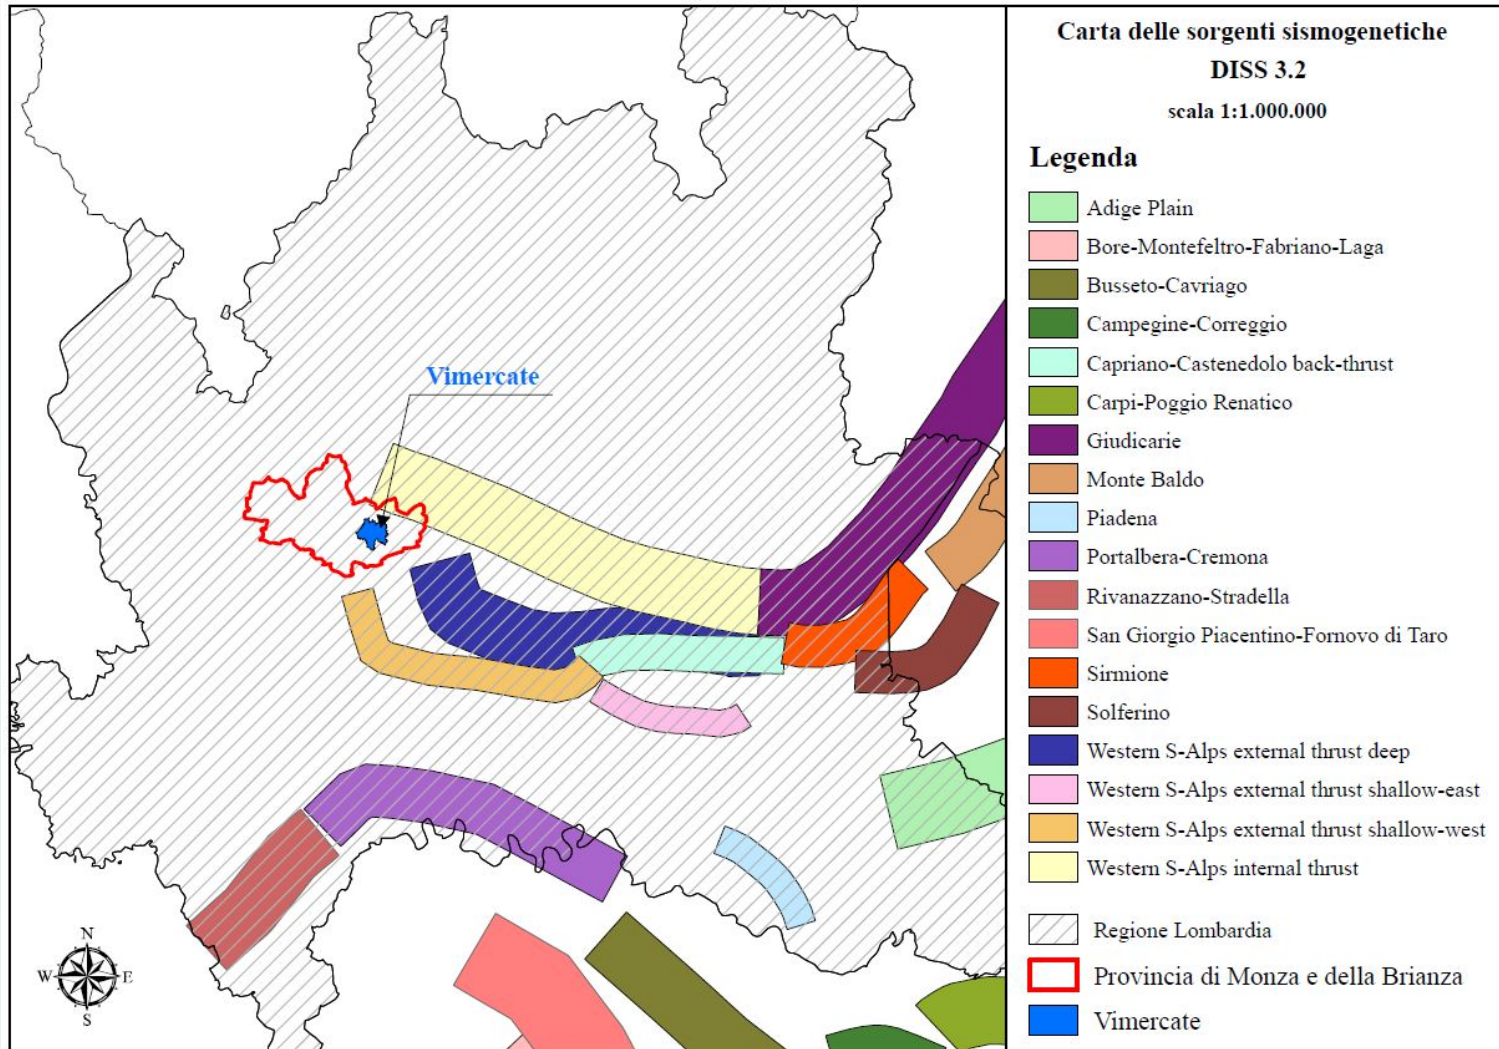 Carta delle sorgenti sismogenetiche
DISS 3.2
scala 1:1.000.000
Legenda
Adige Plain
Bore-Montefeltro-Fabriano-Laga
Busseto-Cavriago
Campegine-Correggio
Capriano-Castenedolo back-thrust
Carpi-Poggio Renatico
Giudicarie
Monte Baldo
Piadena
Portalbera-Cremona
Rivanazzano-Stradella
San Giorgio Piacentino-Fornovo di Taro
Sirmione
Solferino
Western S-Alps external thrust deep
Western S-Alps external thrust shallow-east
Western S-Alps external thrust shallow-west
Western S-Alps internal thrust
Regione Lombardia
Provincia di Monza e della Brianza
Vimercate
Vimercate
N
W E
S